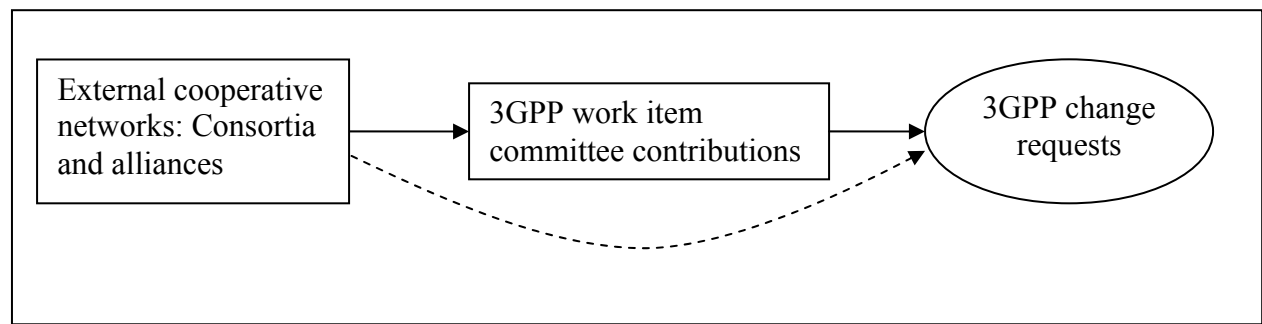 External cooperative
networks: Consortia
and alliances
3GPP work item
committee contributions
3GPP change
requests